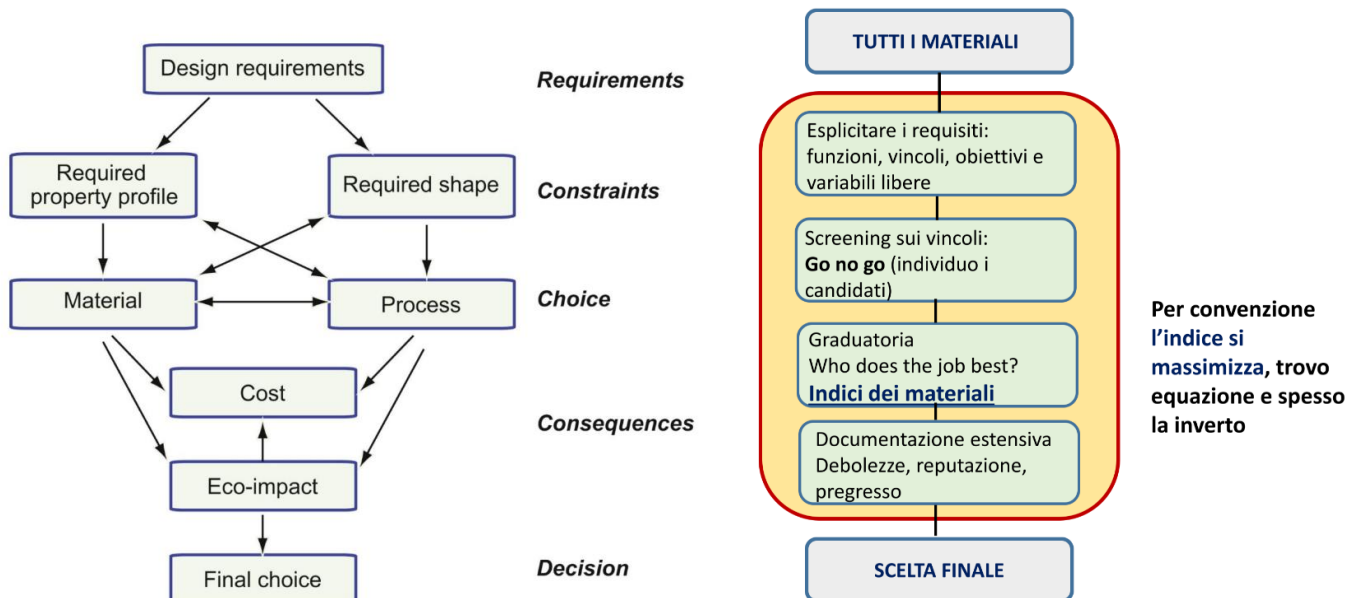 Design requirements
Requirements
Required
property profile
Required shape
Constraints
Material
Process
Choice
Cost
Consequences
Eco-impact
Final choice
Decision
TUTTI I MATERIALI
Esplicitare i requisiti:
funzioni, vincoli, obiettivi e
variabili libere
Screening sui vincoli:
Go no go (individuo i
candidati)
Graduatoria
Who does the job best?
Indici dei materiali
Documentazione estensiva
Debolezze, reputazione,
pregresso
SCELTA FINALE
Per convenzione
l’indice si
massimizza, trovo
equazione e spesso
la inverto